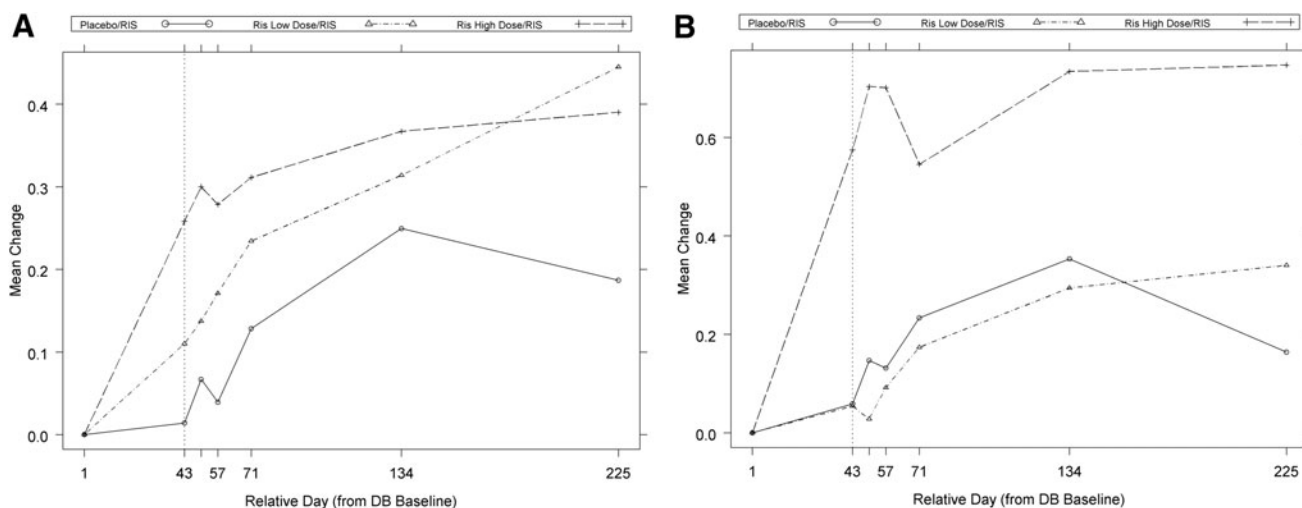 A
Placebo/RIS Ris Low Dose/RIS Ris High Dose/RIS
Mean Change
0.4
0.3
0.2
0.1
0.0
1 43 57 71 134 225
Relative Day (from DB Baseline)
B
Placebo/RIS Ris Low Dose/RIS Ris High Dose/RIS
Mean Change
0.6
0.4
0.2
0.0
1 43 57 71 134 225
Relative Day (from DB Baseline)